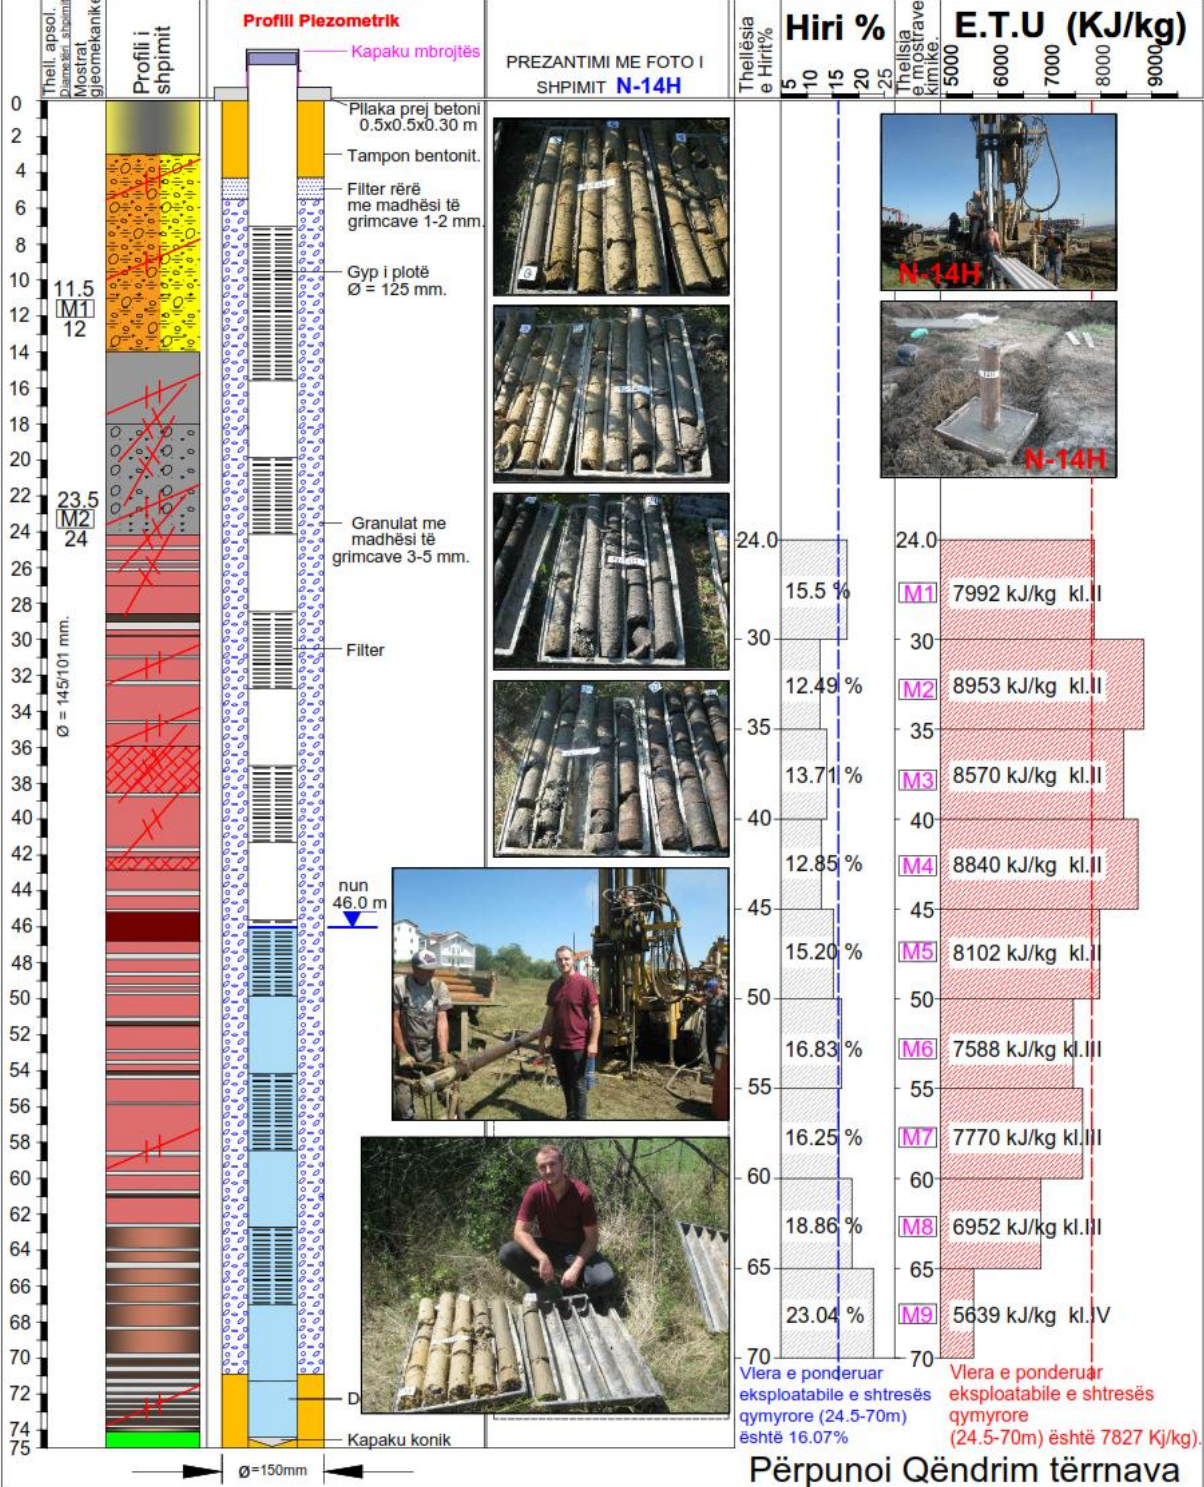 Thell. apsol.
Diametëri shpimit
Mostrat
gjeomekanike
Profili i
shpimit
Profili Piezometrik
Kapaku mbrojtës
Pllaka prej betoni
0.5x0.5x0.30 m
Tampon bentonit.
Filter rërë
me madhësi të
grimcave 1-2 mm.
Gyp i plotë
Ø = 125 mm.
Granulat me
madhësi të
grimcave 3-5 mm.
Filter
nun
46.0 m
D
Kapaku konik
Ø=150mm
PREZANTIMI ME FOTO I
SHPIMIT N-14H
Thellësia
e Hirit%
Hiri %
5 10 15 20 25
Thellsia
e mostrave
kimike.
E.T.U (KJ/kg)
5000 6000 7000 8000 9000
N-14H
N-14H
0
2
4
6
8
10
12
14
16
18
20
22
24
26
28
30
32
34
36
38
40
42
44
46
48
50
52
54
56
58
60
62
64
66
68
70
72
74
75
11.5
M1
12
23.5
M2
24
Ø = 145/101 mm.
24.0
15.5 %
30
12.49 %
35
13.71 %
40
12.85 %
45
15.20 %
50
16.83 %
55
16.25 %
60
18.86 %
65
23.04 %
70
24.0
M1 7992 kJ/kg kl.II
30
M2 8953 kJ/kg kl.II
35
M3 8570 kJ/kg kl.II
40
M4 8840 kJ/kg kl.II
45
M5 8102 kJ/kg kl.II
50
M6 7588 kJ/kg kl.III
55
M7 7770 kJ/kg kl.III
60
M8 6952 kJ/kg kl.III
65
M9 5639 kJ/kg kl.IV
70
Vlera e ponderuar
eksploatabile e shtresës
qymyrore (24.5-70m)
është 16.07%
Vlera e ponderuar
eksploatabile e shtresës
qymyrore
(24.5-70m) është 7827 Kj/kg).
Përpunoi Qëndrim tërrnava